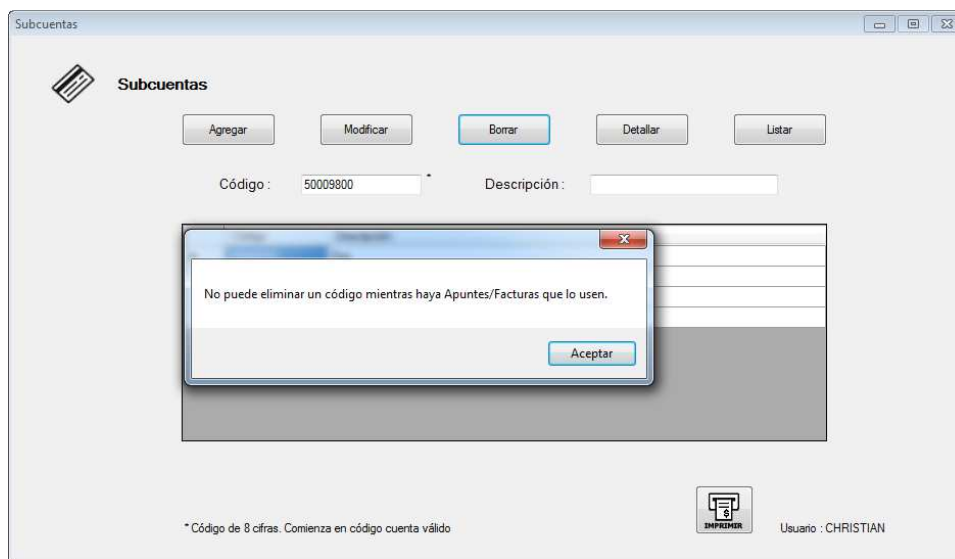 Subcuentas
Subcuentas
Agregar Modificar Borrar Detallar Listar
Código : 50009800 * Descripción :
No puede eliminar un código mientras haya Apuntes/Facturas que lo usen.
Aceptar
IMPRIMIR
* Código de 8 cifras. Comienza en código cuenta válido
Usuario : CHRISTIAN